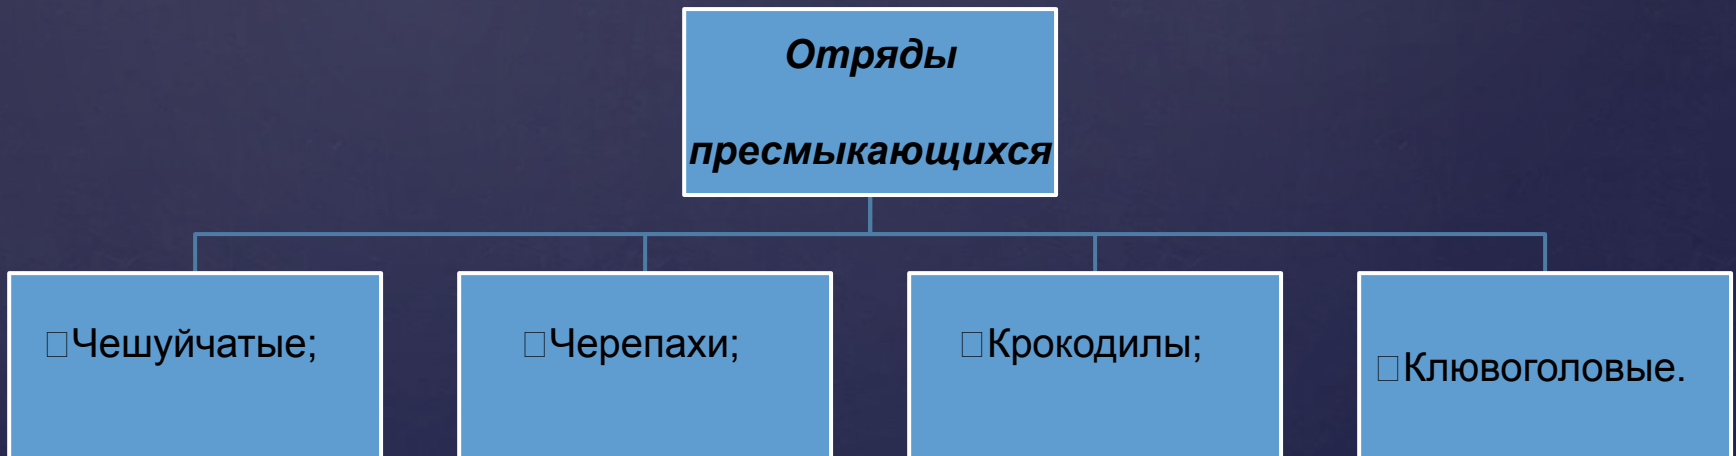 Отряды
пресмыкающихся
□Чешуйчатые;
□Черепахи;
□Крокодилы;
□Клювоголовые.